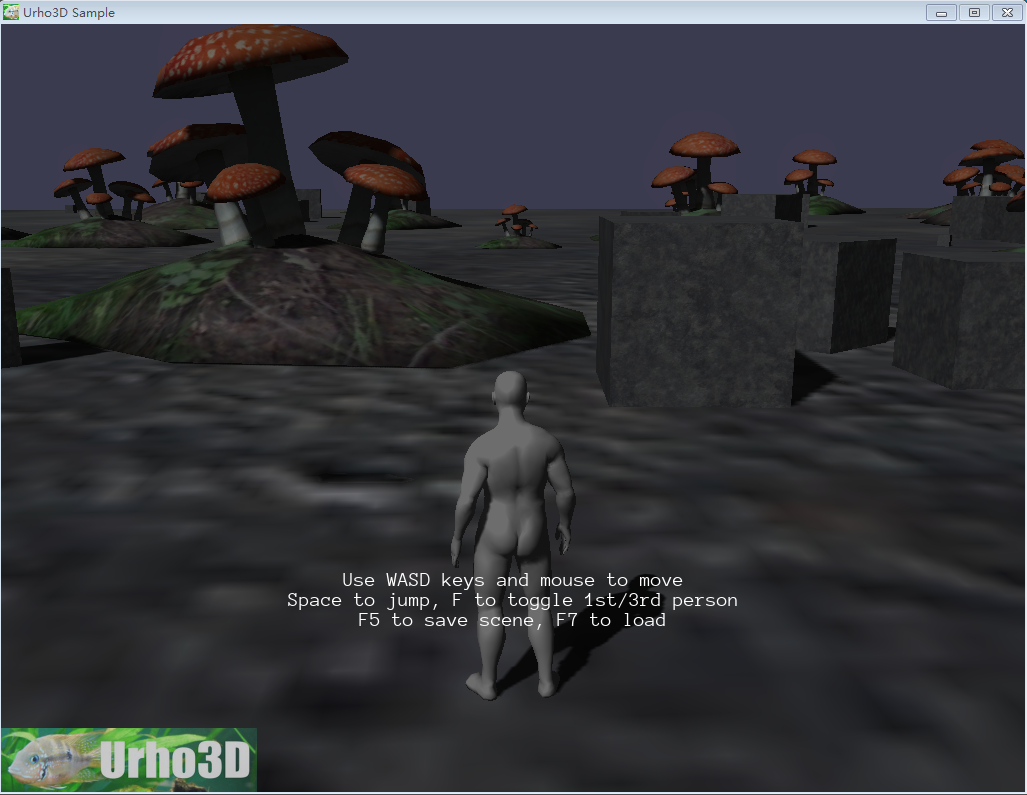 Urho3D Sample
Use WASD keys and mouse to move
Space to jump, F to toggle 1st/3rd person
F5 to save scene, F7 to load
Urho3D